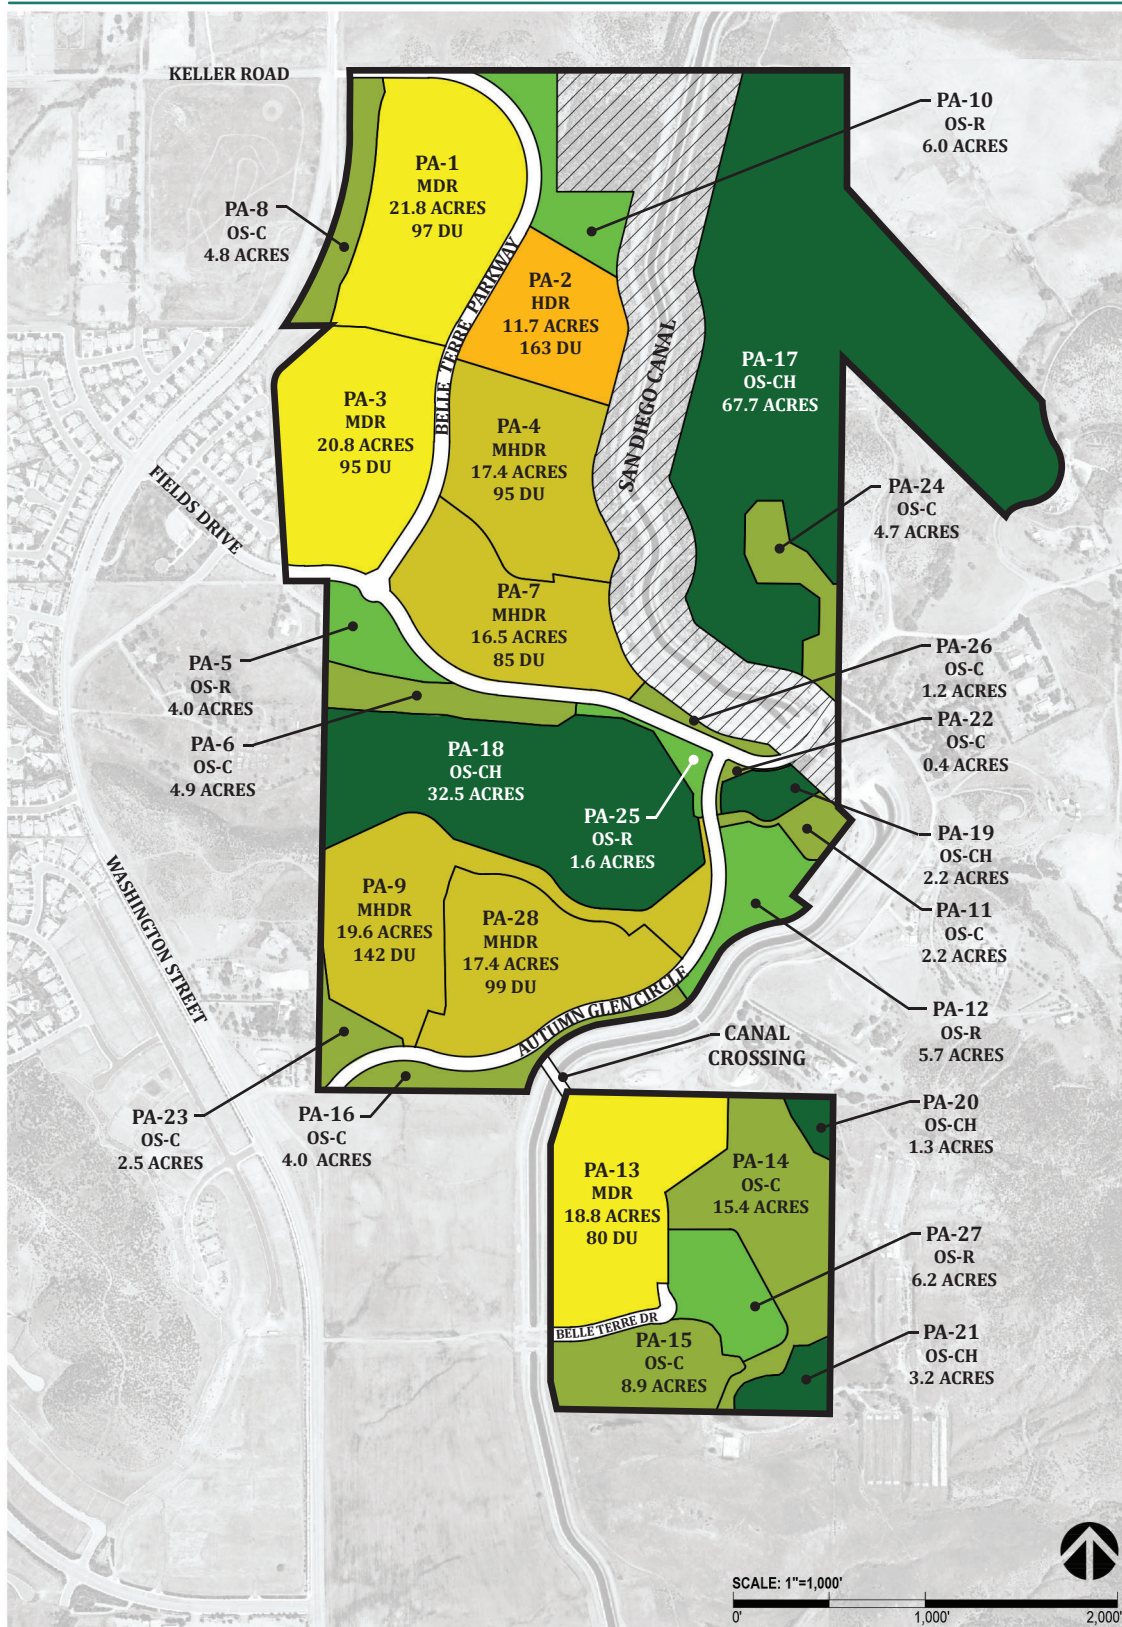 KELLER ROAD
PA-10
OS-R
6.0 ACRES
PA-1
MDR
21.8 ACRES
97 DU
PA-8
OS-C
4.8 ACRES
BELLE TERRE PARKWAY
PA-2
HDR
11.7 ACRES
163 DU
SAN DIEGO CANAL
PA-17
OS-CH
67.7 ACRES
PA-3
MDR
20.8 ACRES
95 DU
PA-4
MHDR
17.4 ACRES
95 DU
FIELDS DRIVE
PA-24
OS-C
4.7 ACRES
PA-7
MHDR
16.5 ACRES
85 DU
PA-5
OS-R
4.0 ACRES
PA-26
OS-C
1.2 ACRES
PA-6
OS-C
4.9 ACRES
PA-22
OS-C
0.4 ACRES
PA-18
OS-CH
32.5 ACRES
PA-25
OS-R
1.6 ACRES
PA-19
OS-CH
2.2 ACRES
WASHINGTON STREET
PA-9
MHDR
19.6 ACRES
142 DU
PA-28
MHDR
17.4 ACRES
99 DU
PA-11
OS-C
2.2 ACRES
AUTUMN GLEN CIRCLE
PA-12
OS-R
5.7 ACRES
CANAL
CROSSING
PA-23
OS-C
2.5 ACRES
PA-16
OS-C
4.0 ACRES
PA-20
OS-CH
1.3 ACRES
PA-13
MDR
18.8 ACRES
80 DU
PA-14
OS-C
15.4 ACRES
PA-27
OS-R
6.2 ACRES
BELLE TERRE DR
PA-15
OS-C
8.9 ACRES
PA-21
OS-CH
3.2 ACRES
SCALE: 1"=1,000'
0' 1,000' 2,000'